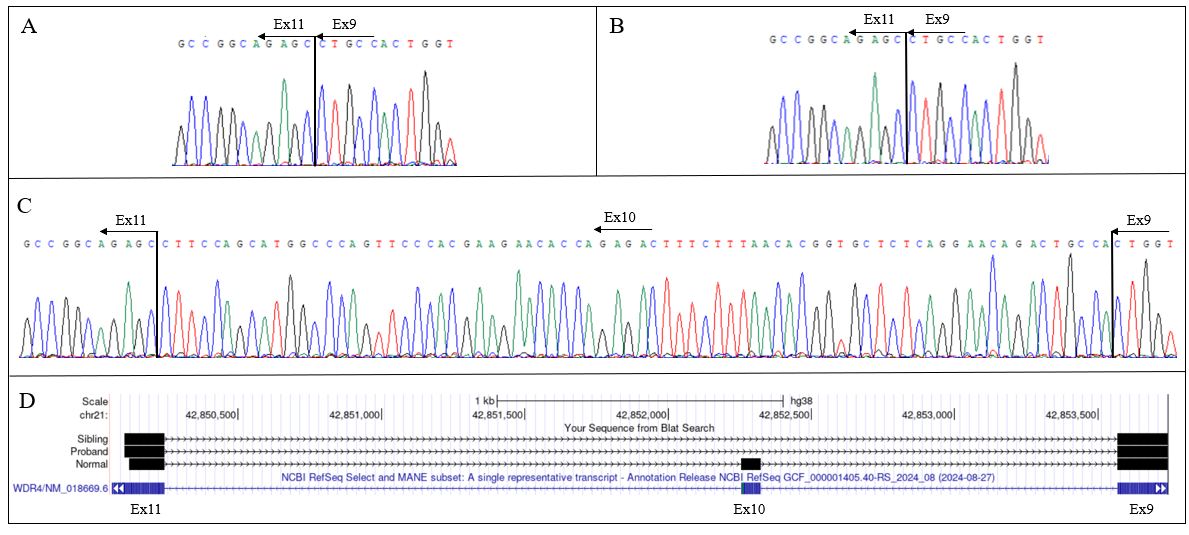 A
Ex11 Ex9
G C C G G C A G A G C C T G C C A C T G G T
B
Ex11 Ex9
G C C G G C A G A G C C T G C C A C T G G T
C
Ex11 Ex10 Ex9
G C C G G C A G A G C C T T C C A G C A T G G C C C A G T T C C C A C G A A G A A C A C C A G A G A C T T T C T T T A A C A C G G T G C T C T C A G G A A C A G A C T G C C A C T G G T
D
Scale 1 kb hg38
chr21: 42,850,500 42,851,000 42,851,500 42,852,000 42,852,500 42,853,000 42,853,500
Your Sequence from Blat Search
Sibling
Proband
Normal
NCBI RefSeq Select and MANE subset: A single representative transcript - Annotation Release NCBI RefSeq GCF_000001405.40-RS_2024_08 (2024-08-27)
WDR4/NM_018669.6
Ex11 Ex10 Ex9